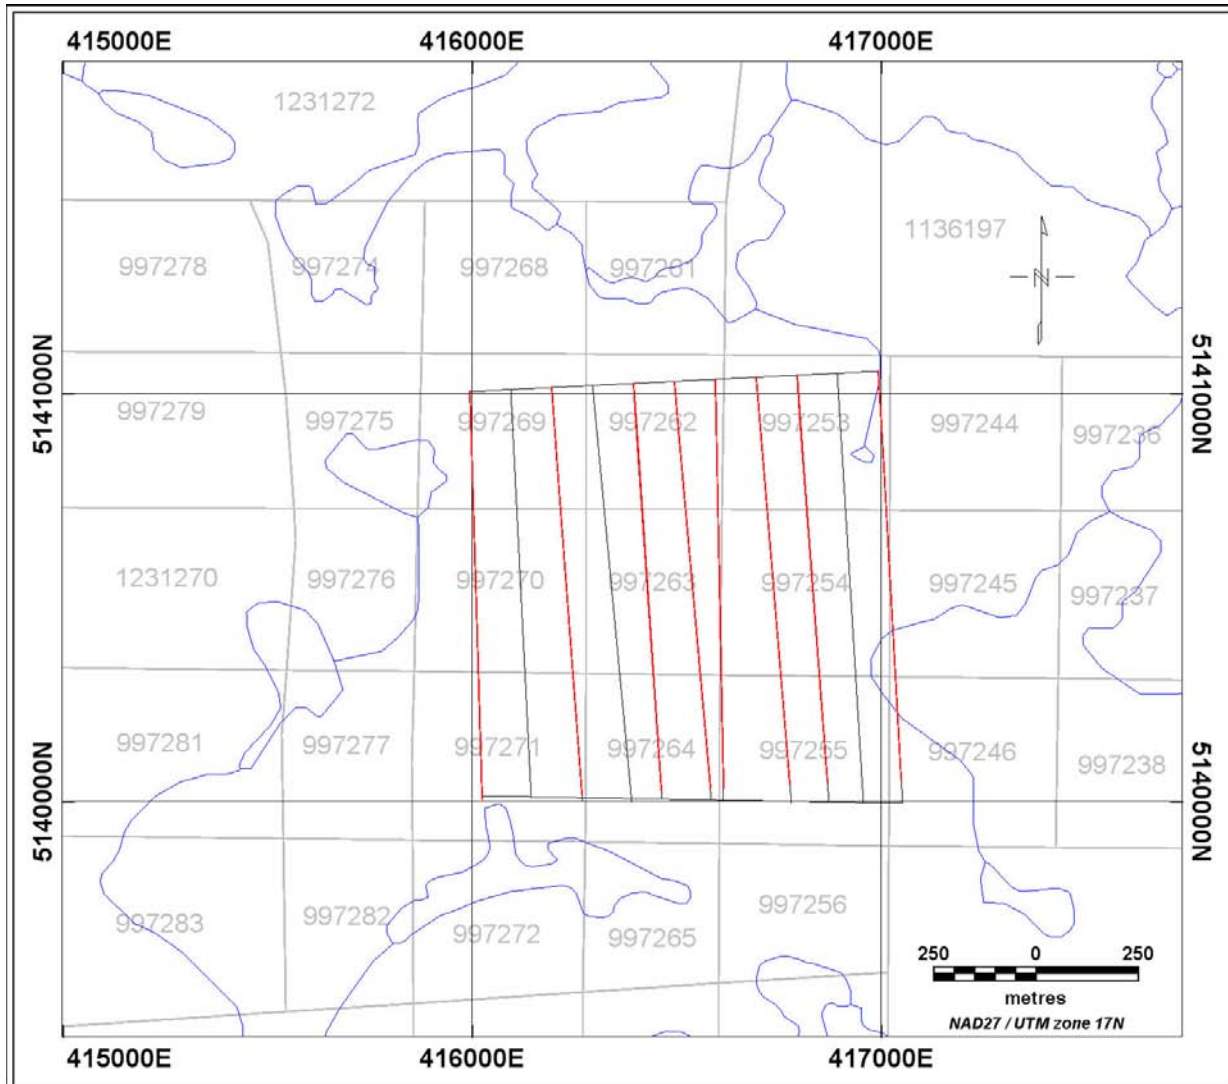 415000E 416000E 417000E
1231272
1136197
997278 997274 997268 997261
5141000N 5141000N
997279 997275 997269 997262 997253 997244 997236
1231270 997276 997270 997263 997254 997245 997237
997281 997277 997271 997264 997255 997246 997238
5140000N 5140000N
997283 997282 997272 997265 997256
N
250 0 250
metres
NAD27 / UTM zone 17N
415000E 416000E 417000E